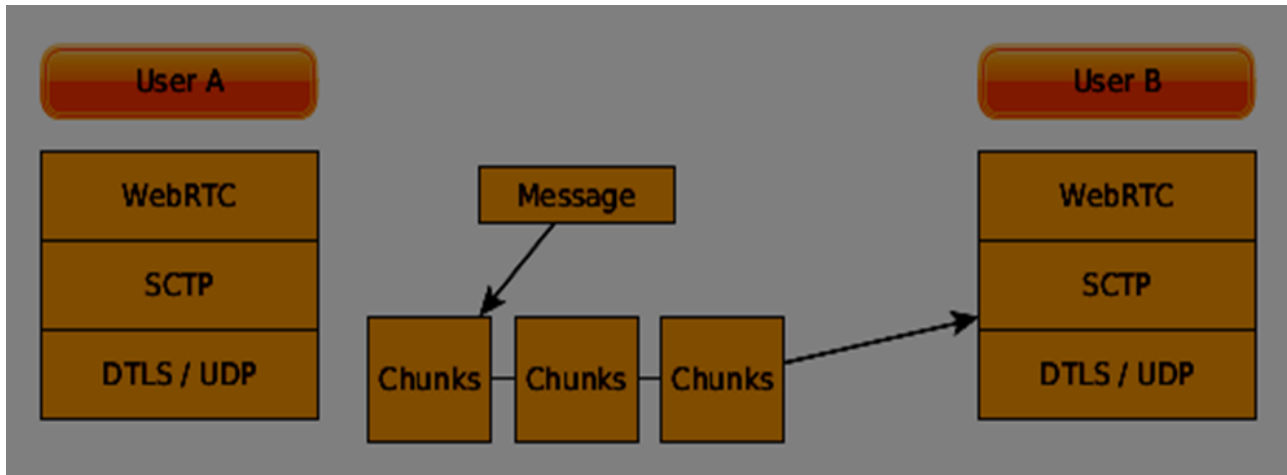 User A
User B
WebRTC
SCTP
DTLS / UDP
Message
Chunks
Chunks
Chunks
WebRTC
SCTP
DTLS / UDP